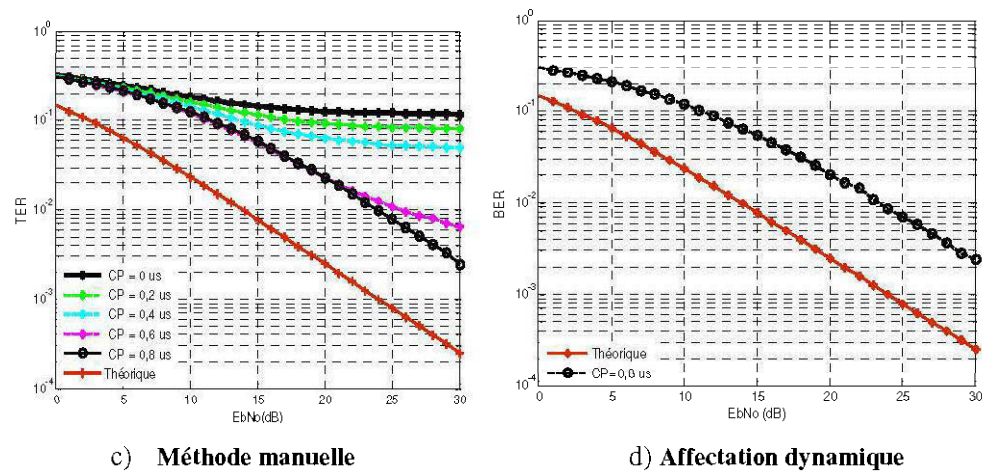 10^0
10^-1
10^-2
10^-3
10^-4
TER
CP = 0 us
CP = 0,2 us
CP = 0,4 us
CP = 0,6 us
CP = 0,8 us
Théorique
0 5 10 15 20 25 30
EbNo(dB)
c) Méthode manuelle
10^0
10^-1
10^-2
10^-3
10^-4
BER
Théorique
CP=0,8 us
0 5 10 15 20 25 30
EbNo (dB)
d) Affectation dynamique